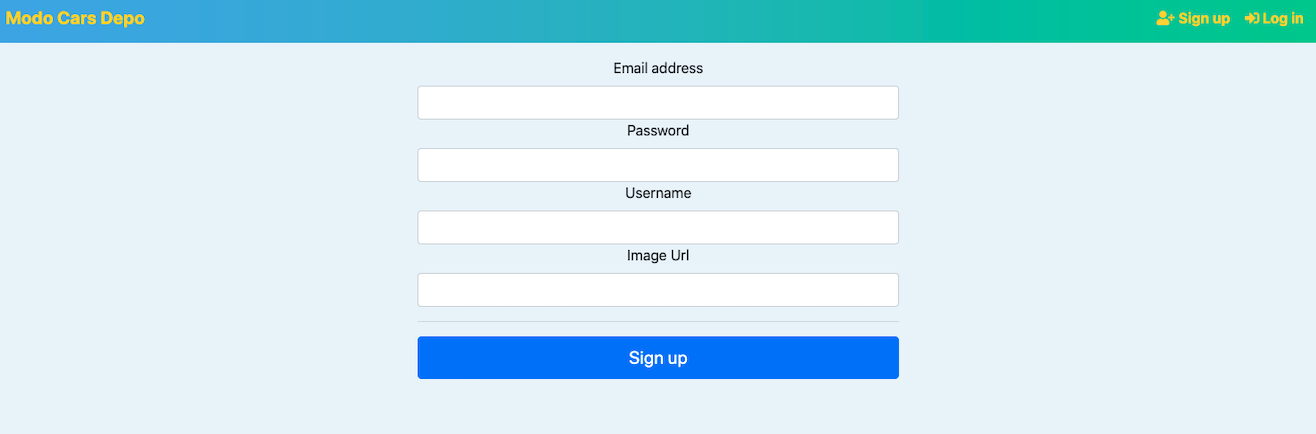 Modo Cars Depo
Sign up Log in
Email address
Password
Username
Image Url
Sign up